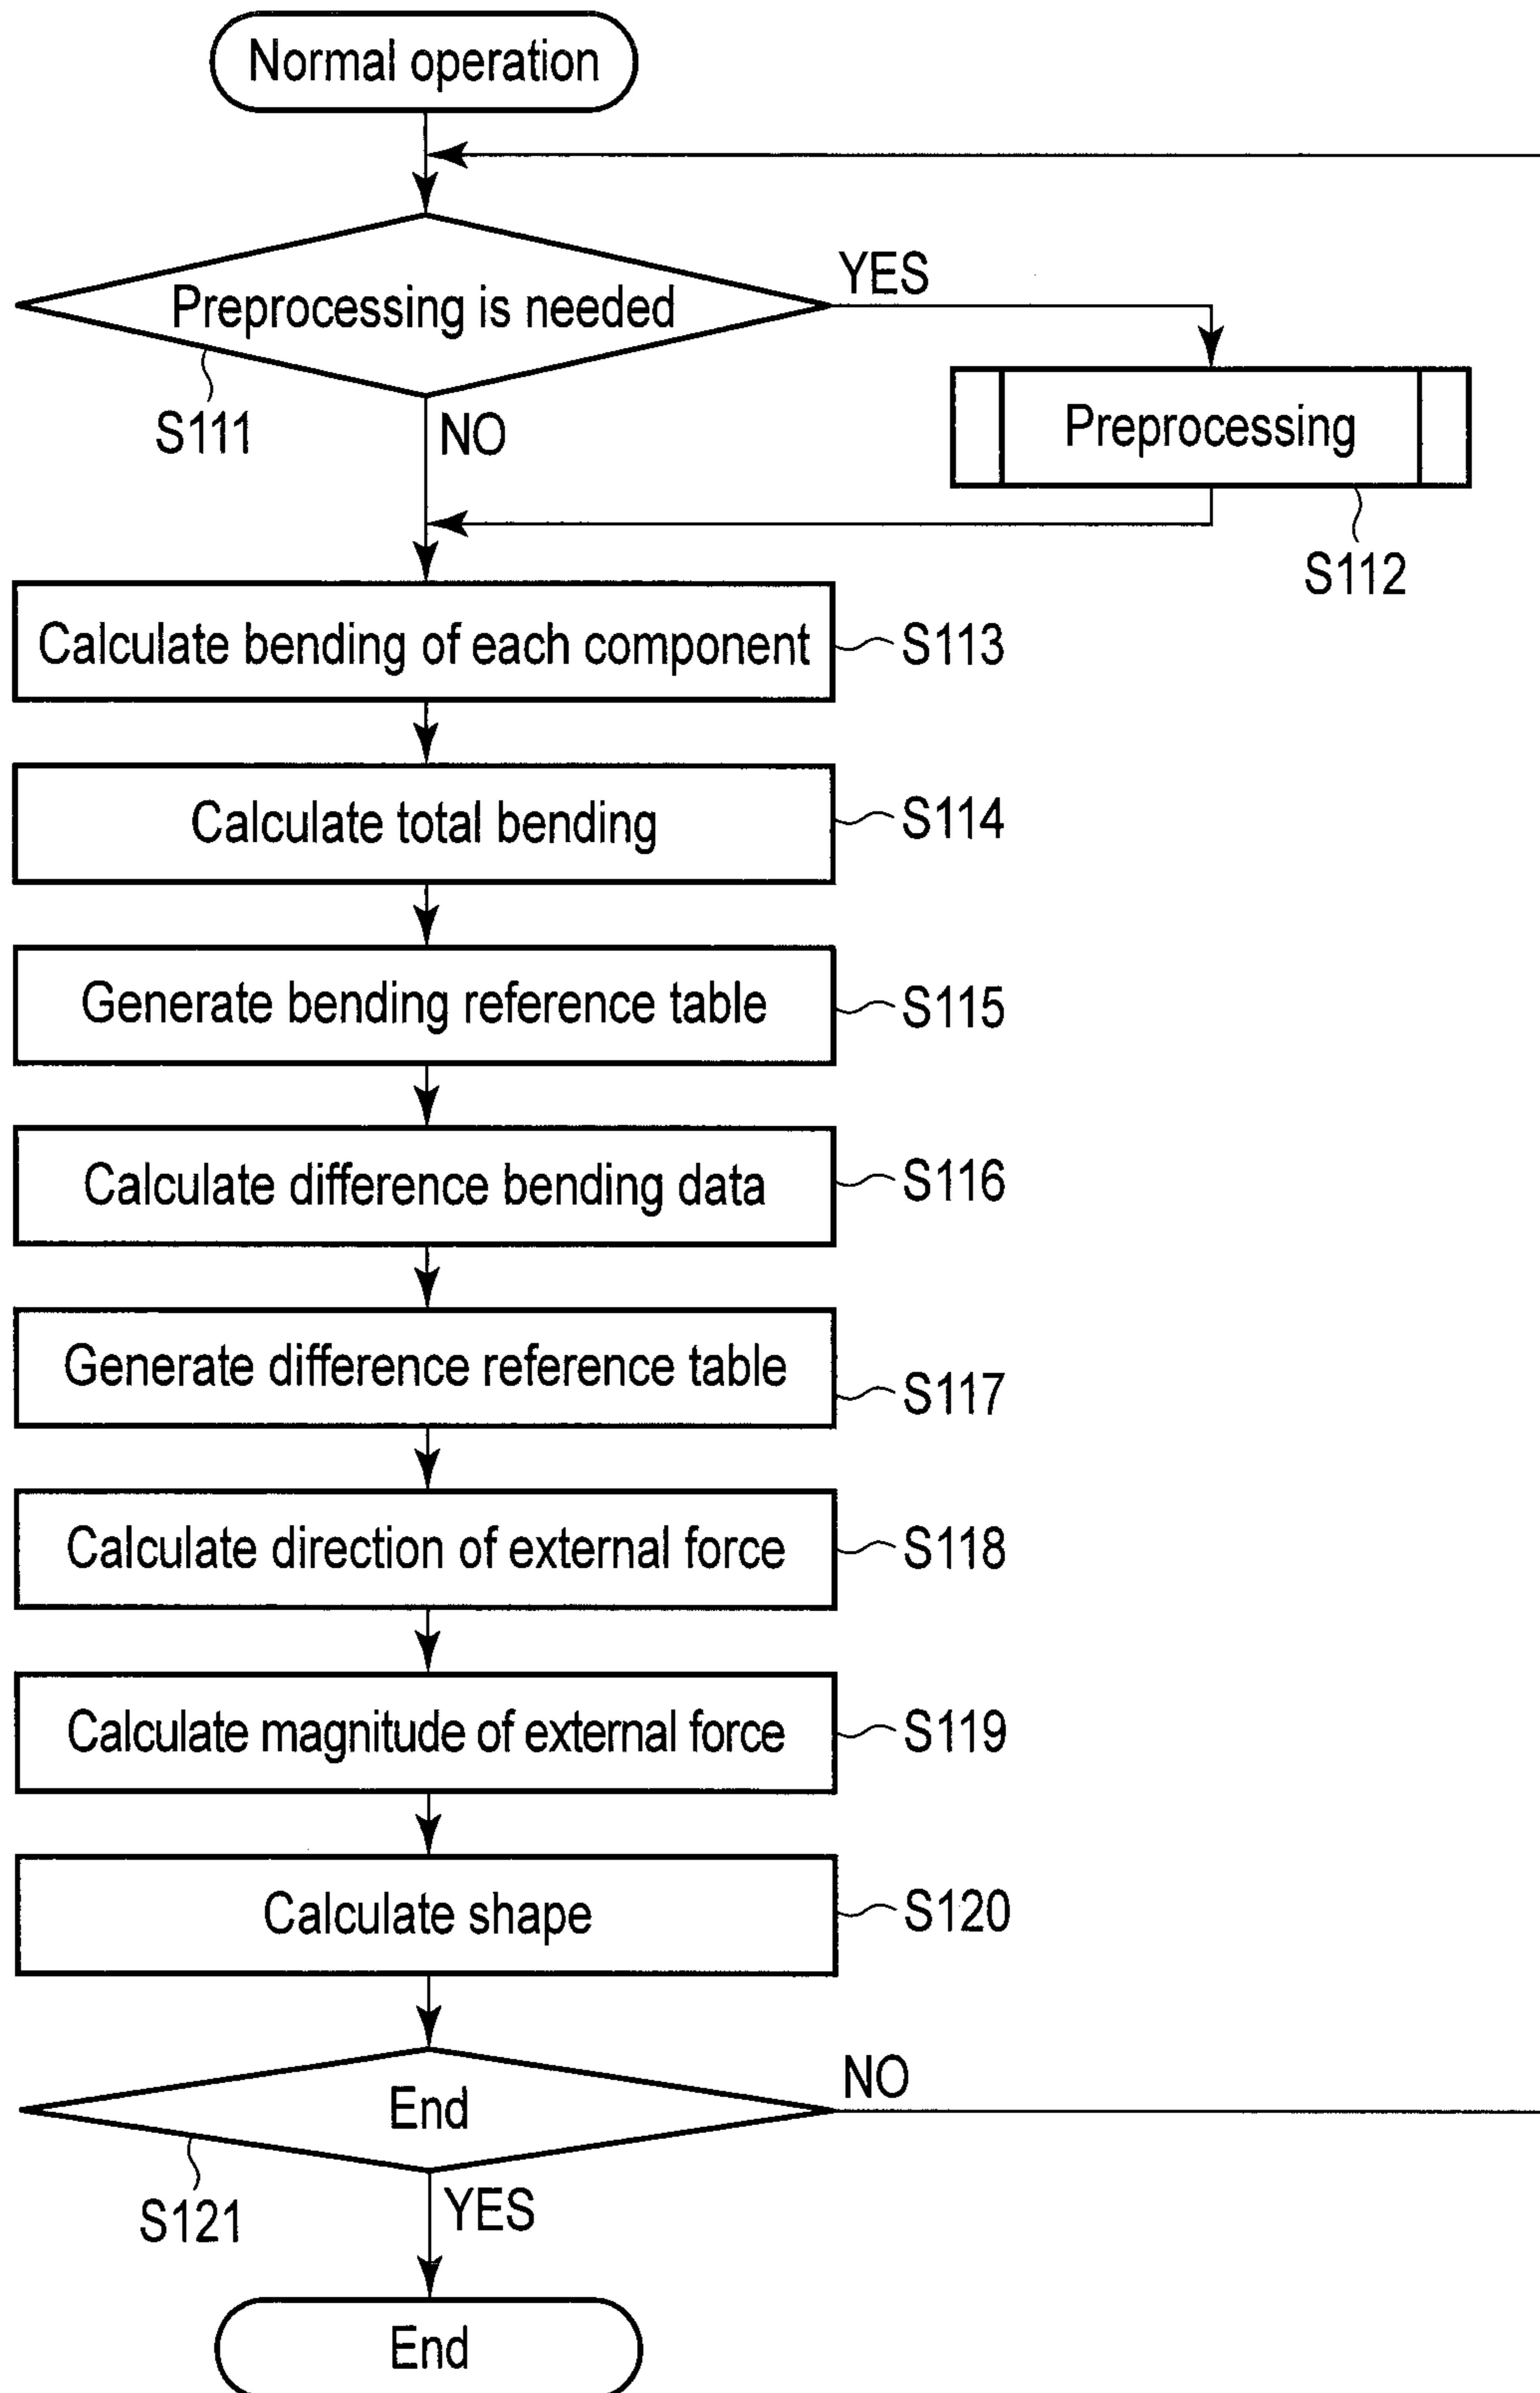 Normal operation
Preprocessing is needed
YES
S111
NO
Preprocessing
S112
Calculate bending of each component
S113
Calculate total bending
S114
Generate bending reference table
S115
Calculate difference bending data
S116
Generate difference reference table
S117
Calculate direction of external force
S118
Calculate magnitude of external force
S119
Calculate shape
S120
End
NO
S121
YES
End